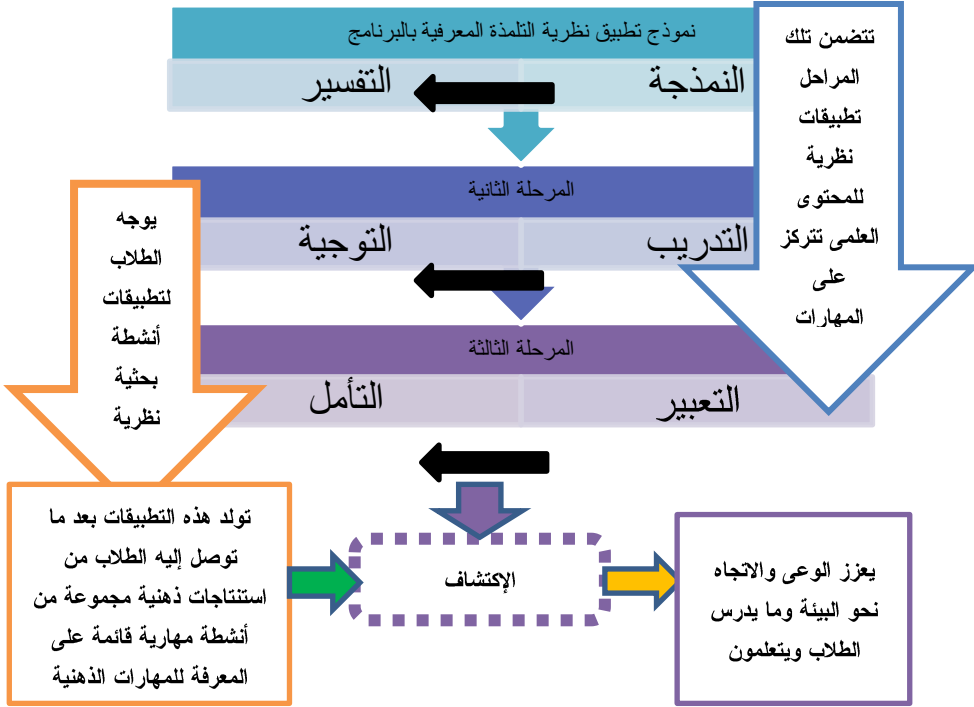 نموذج تطبيق نظرية التلمذة المعرفية بالبرنامج
النمذجة
التفسير
تتضمن تلك
المراحل
تطبيقات
نظرية
للمحتوى
العلمى تتركز
على
المهارات
المرحلة الثانية
التدريب
التوجية
يوجه
الطلاب
لتطبيقات
أنشطة
بحثية
نظرية
المرحلة الثالثة
التعبير
التأمل
تولد هذه التطبيقات بعد ما
توصل إليه الطلاب من
استنتاجات ذهنية مجموعة من
أنشطة مهارية قائمة على
المعرفة للمهارات الذهنية
الإكتشاف
يعزز الوعى والاتجاه
نحو البيئة وما يدرس
الطلاب ويتعلمون